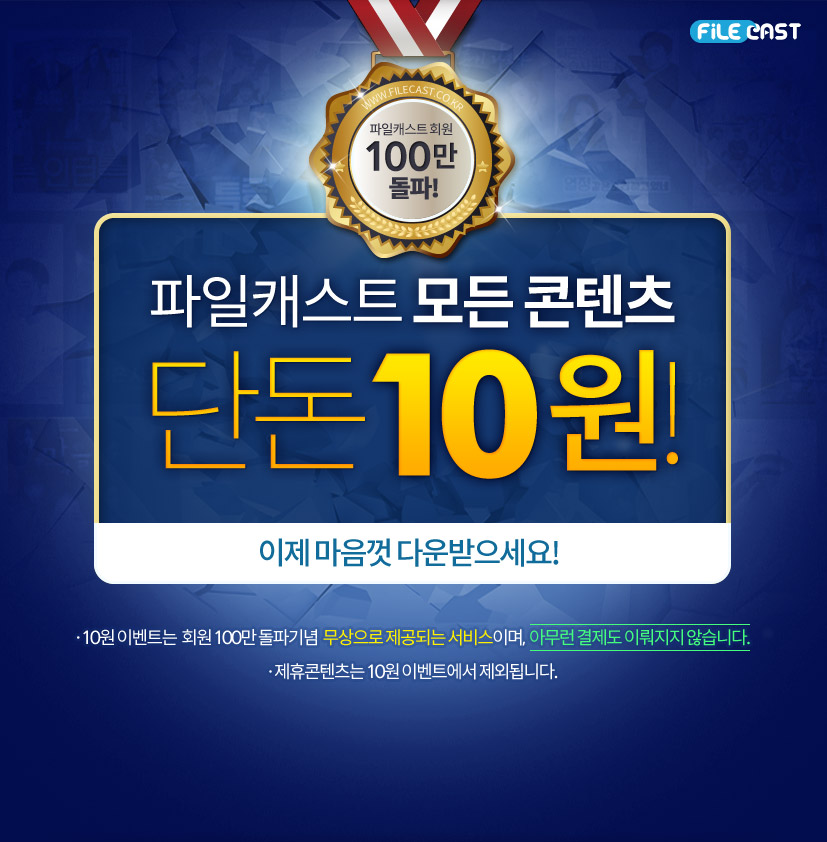 FiLE CAST
WWW.FILECAST.CO.KR
파일캐스트 회원
100만
돌파!
파일캐스트 모든 콘텐츠
단돈 10원!
이제 마음껏 다운받으세요!
· 10원 이벤트는 회원 100만 돌파기념 무상으로 제공되는 서비스이며, 아무런 결제도 이뤄지지 않습니다.
· 제휴콘텐츠는 10원 이벤트에서 제외됩니다.